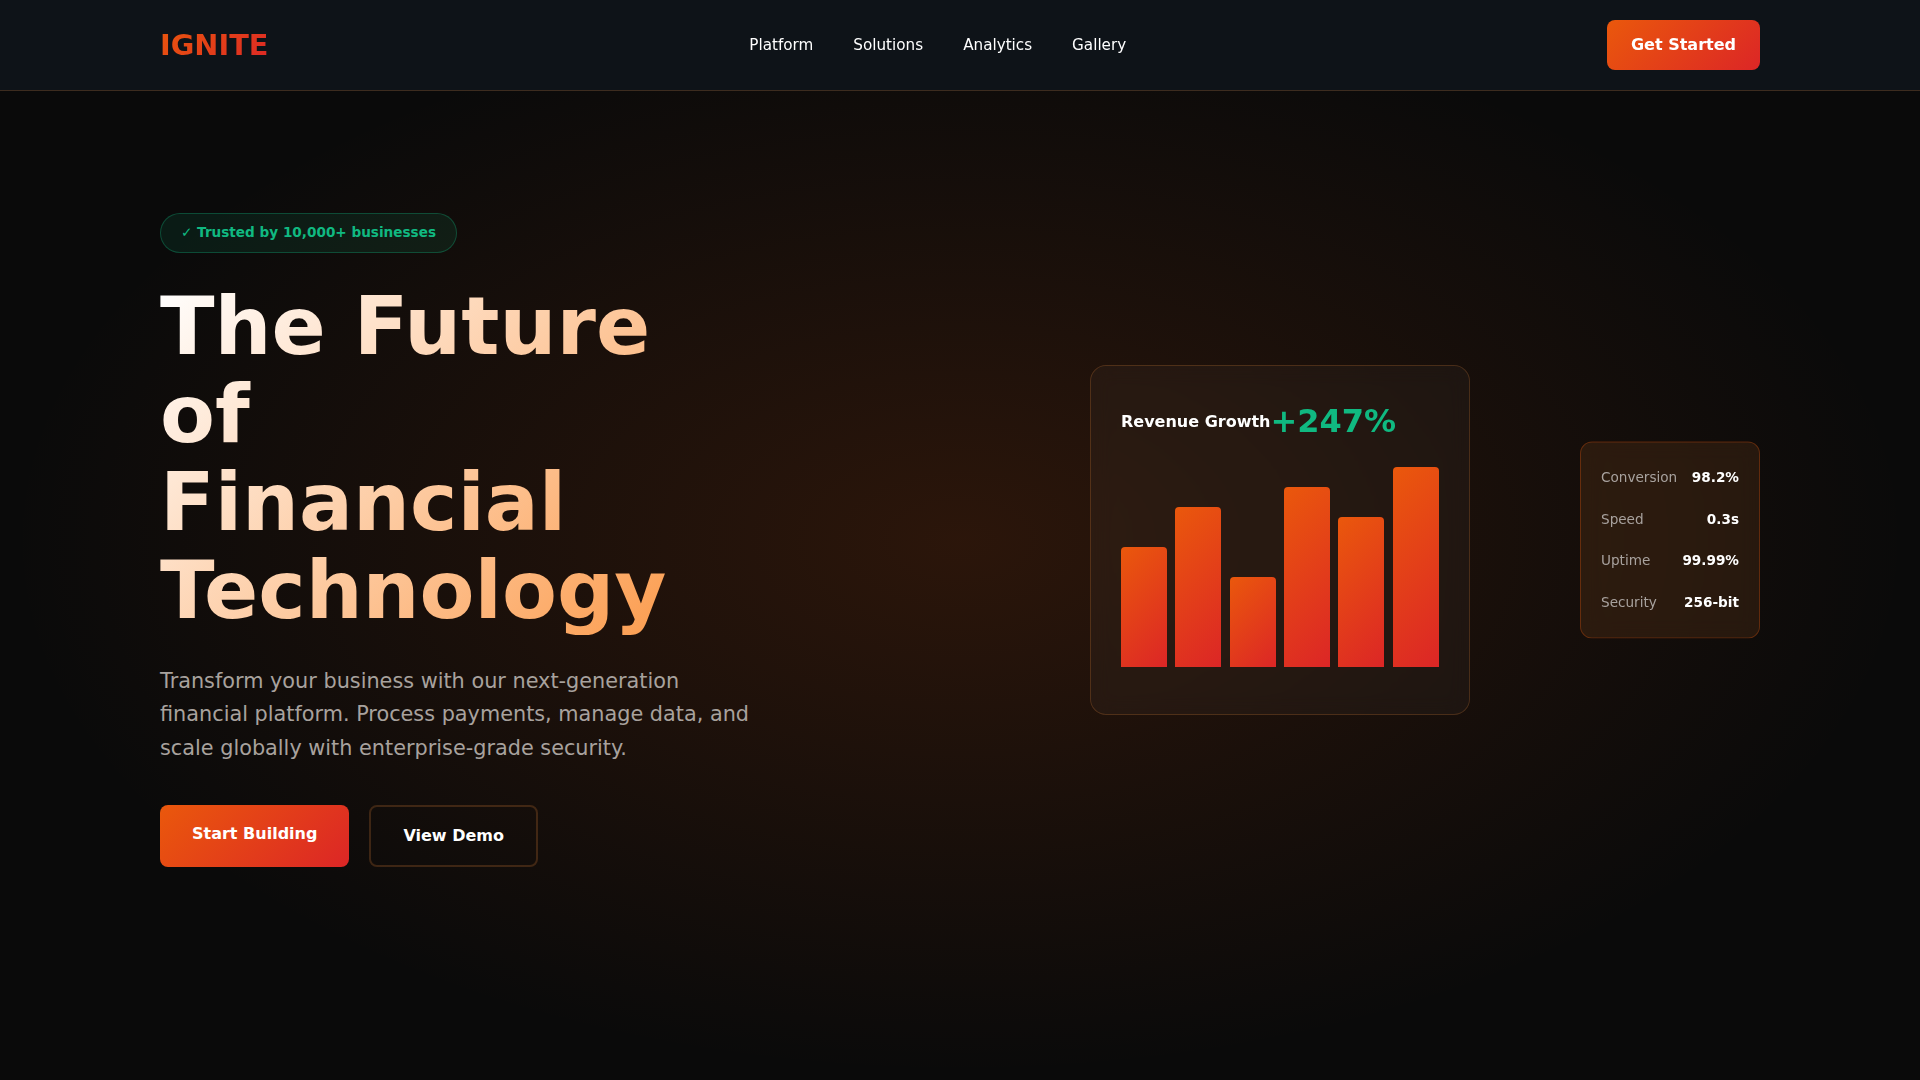 IGNITE
Platform
Solutions
Analytics
Gallery
Get Started
✓ Trusted by 10,000+ businesses
The Future
of
Financial
Technology
Transform your business with our next-generation
financial platform. Process payments, manage data, and
scale globally with enterprise-grade security.
Start Building
View Demo
Revenue Growth +247%
Conversion 98.2%
Speed 0.3s
Uptime 99.99%
Security 256-bit